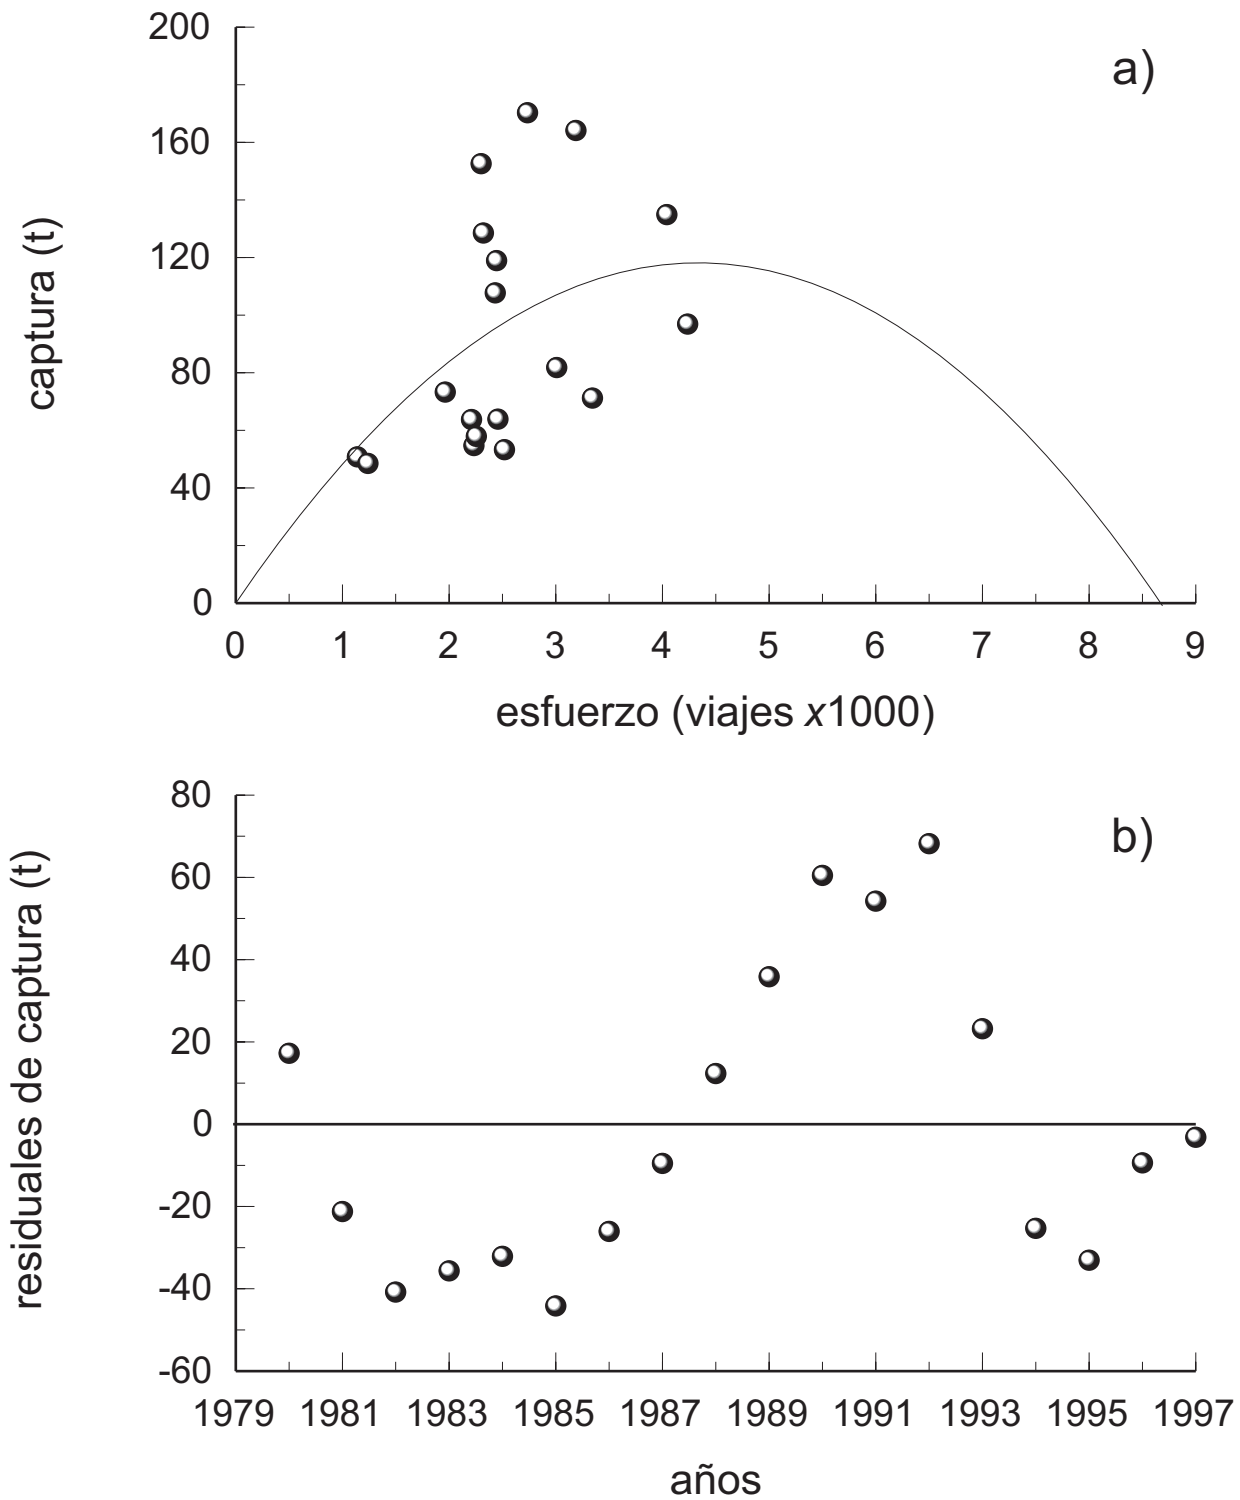 a)
captura (t)
200
160
120
80
40
0
0 1 2 3 4 5 6 7 8 9
esfuerzo (viajes x1000)
b)
residuales de captura (t)
80
60
40
20
0
-20
-40
-60
1979 1981 1983 1985 1987 1989 1991 1993 1995 1997
años